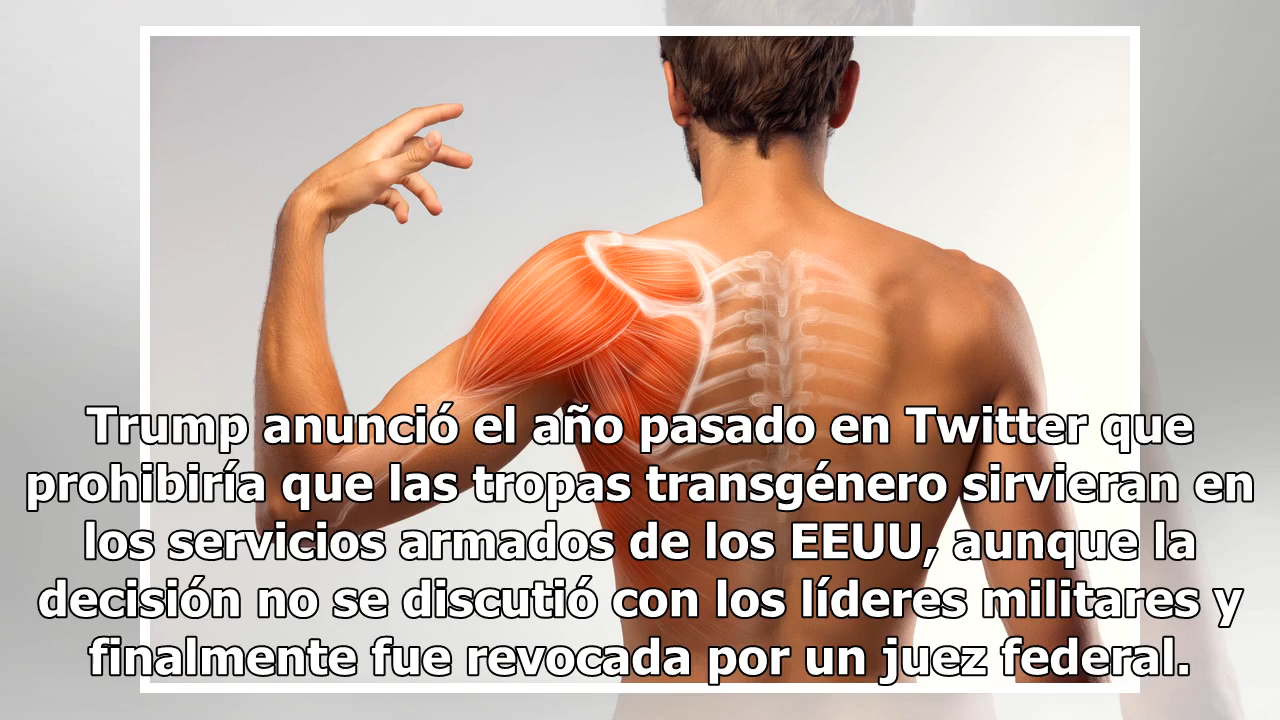 Trump anunció el año pasado en Twitter que
prohibiría que las tropas transgénero sirvieran en
los servicios armados de los EEUU, aunque la
decisión no se discutió con los líderes militares y
finalmente fue revocada por un juez federal.